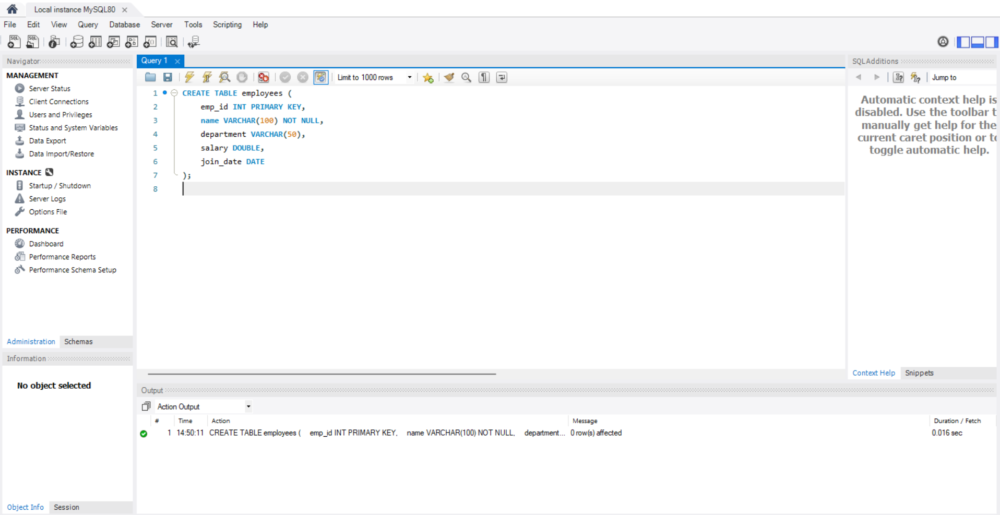 Local instance MySQL80
File Edit View Query Database Server Tools Scripting Help
Navigator
MANAGEMENT
Server Status
Client Connections
Users and Privileges
Status and System Variables
Data Export
Data Import/Restore
INSTANCE
Startup / Shutdown
Server Logs
Options File
PERFORMANCE
Dashboard
Performance Reports
Performance Schema Setup
Administration Schemas
Information
No object selected
Object Info Session
Query 1
Limit to 1000 rows
1 CREATE TABLE employees (
2 emp_id INT PRIMARY KEY,
3 name VARCHAR(100) NOT NULL,
4 department VARCHAR(50),
5 salary DOUBLE,
6 join_date DATE
7 );
8
Output
Action Output
# Time Action Message Duration / Fetch
1 14:50:11 CREATE TABLE employees ( emp_id INT PRIMARY KEY, name VARCHAR(100) NOT NULL, department... 0 row(s) affected 0.016 sec
SQLAdditions
Jump to
Automatic context help is
disabled. Use the toolbar t
manually get help for the
current caret position or to
toggle automatic help.
Context Help Snippets